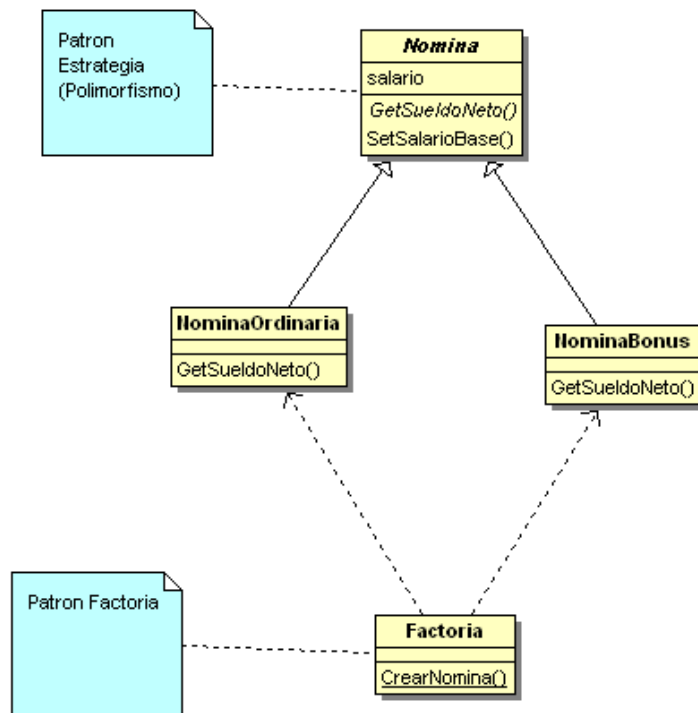 Patron
Estrategia
(Polimorfismo)
Nomina
salario
GetSueldoNeto()
SetSalarioBase()
NominaOrdinaria
GetSueldoNeto()
NominaBonus
GetSueldoNeto()
Patron Factoria
Factoria
CrearNomina()